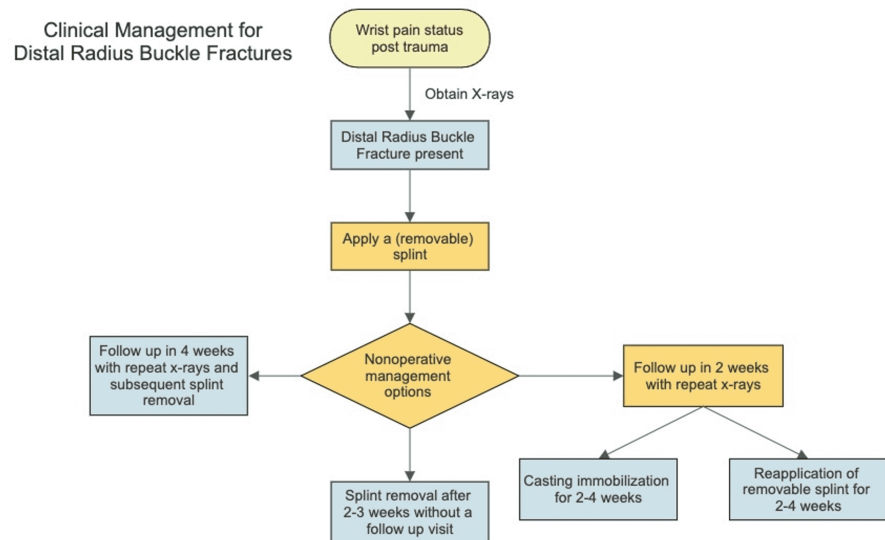 Clinical Management for
Distal Radius Buckle Fractures
Wrist pain status
post trauma
Obtain X-rays
Distal Radius Buckle
Fracture present
Apply a (removable)
splint
Nonoperative
management
options
Follow up in 4 weeks
with repeat x-rays and
subsequent splint
removal
Follow up in 2 weeks
with repeat x-rays
Splint removal after
2-3 weeks without a
follow up visit
Casting immobilization
for 2-4 weeks
Reapplication of
removable splint for
2-4 weeks